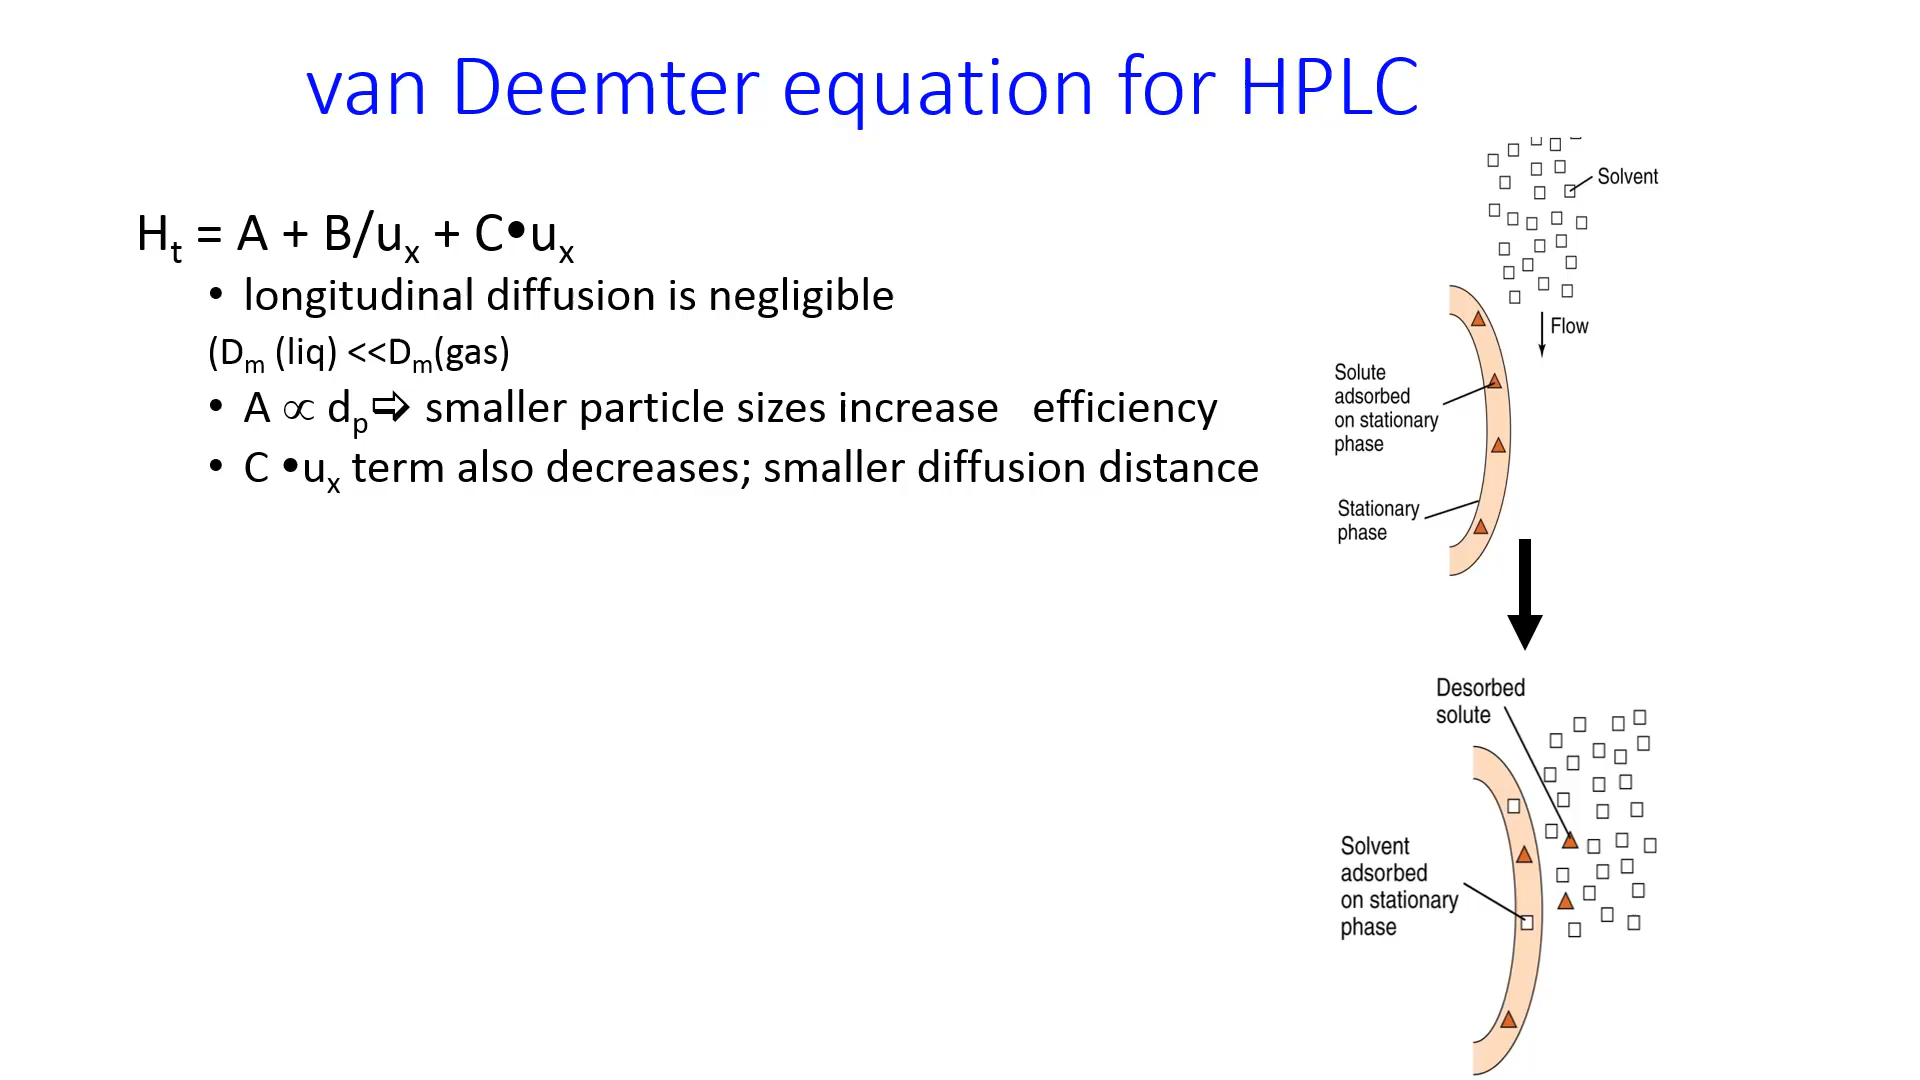 van Deemter equation for HPLC
Hₜ = A + B/uₓ + C•uₓ
• longitudinal diffusion is negligible
(Dₘ (liq) <<Dₘ(gas)
• A ∝ dₚ⇨ smaller particle sizes increase efficiency
• C •uₓ term also decreases; smaller diffusion distance
Solvent
Flow
Solute
adsorbed
on stationary
phase
Stationary
phase
Desorbed
solute
Solvent
adsorbed
on stationary
phase